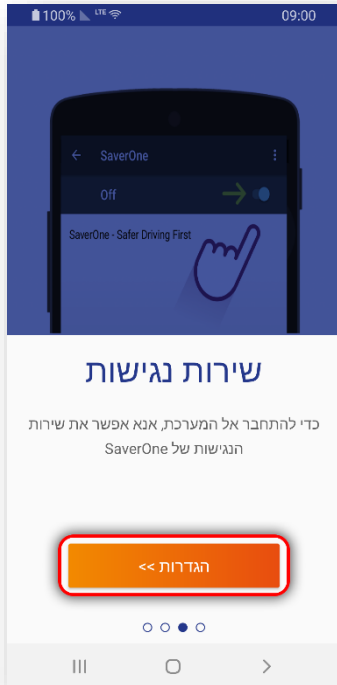 100% LTE 09:00
SaverOne
Off
SaverOne - Safer Driving First
שירות נגישות
כדי להתחבר אל המערכת, אנא אפשר את שירות
הנגישות של SaverOne
הגדרות >>